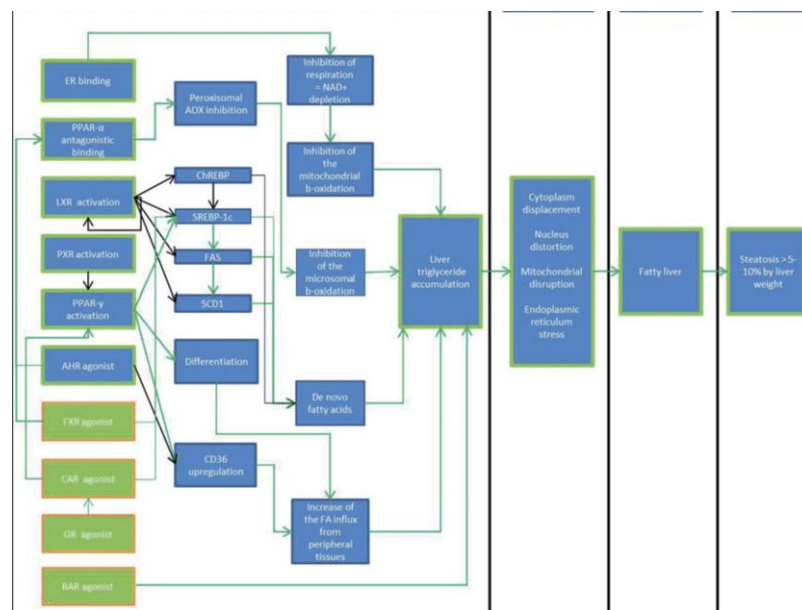 ER binding
PPAR-α
antagonistic
binding
LXR activation
PXR activation
PPAR-γ
activation
AHR agonist
FXR agonist
CAR agonist
GR agonist
RAR agonist
Peroxisomal
AOX inhibition
ChREBP
SREBP-1c
FAS
SCD1
Differentiation
CD36
upregulation
Inhibition of
respiration
= NAD+
depletion
Inhibition of
the
mitochondrial
b-oxidation
Inhibition
of the
microsomal
b-oxidation
De novo
fatty acids
Increase of
the FA influx
from
peripheral
tissues
Liver
triglyceride
accumulation
Cytoplasm
displacement
Nucleus
distortion
Mitochondrial
disruption
Endoplasmic
reticulum
stress
Fatty liver
Steatosis > 5-
10% by liver
weight